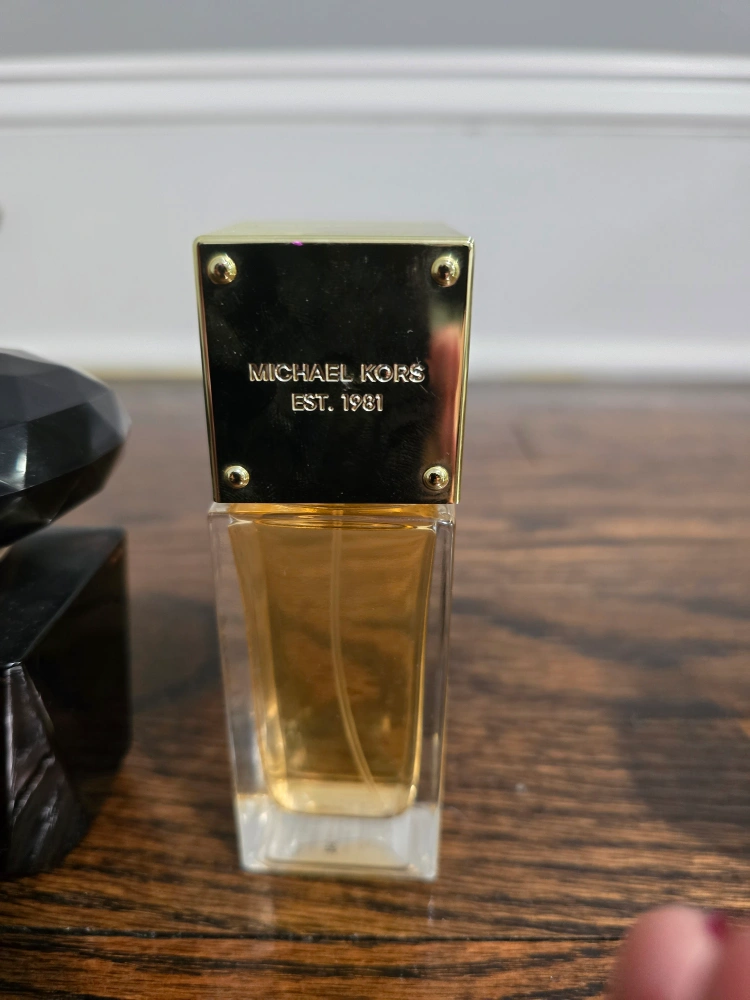 MICHAEL KORS
EST. 1981